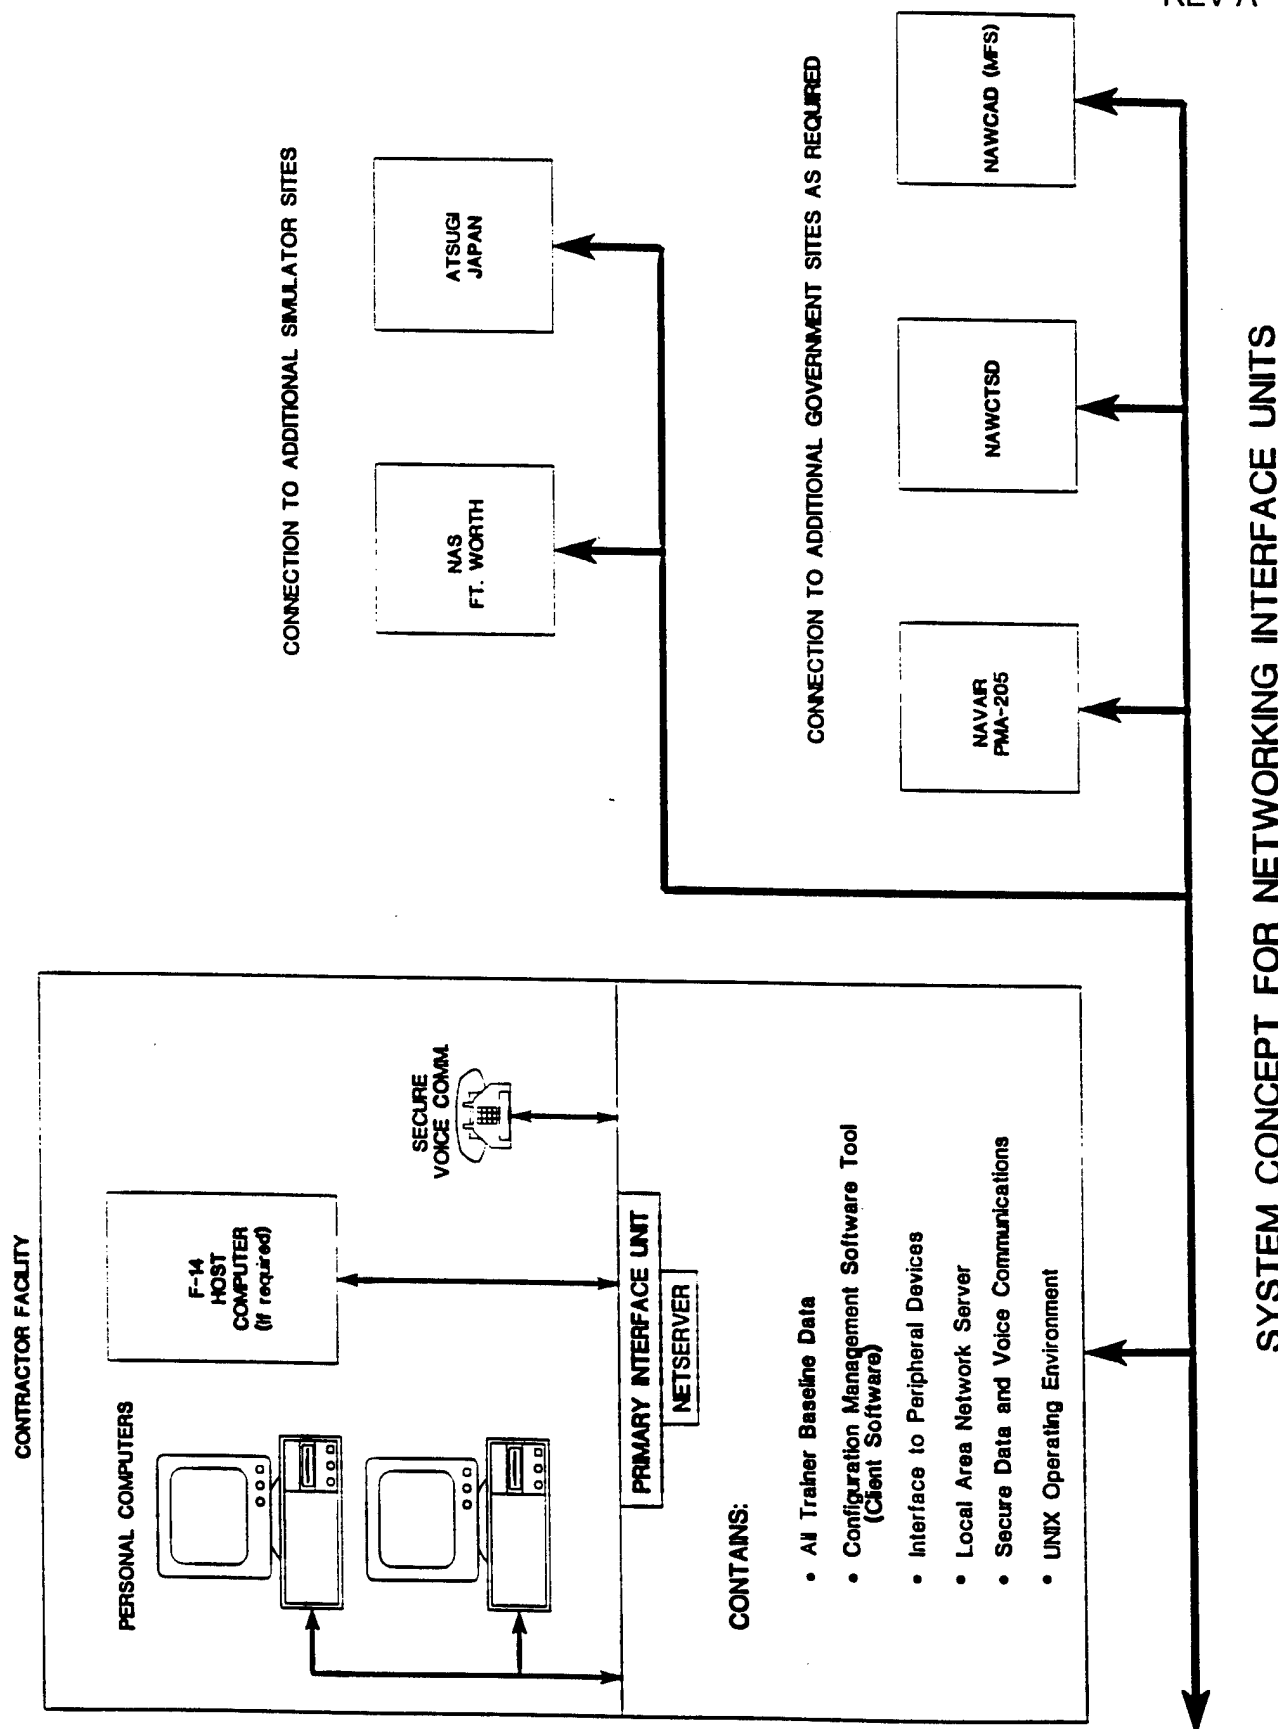 REV A
CONTRACTOR FACILITY
PERSONAL COMPUTERS
F-14
HOST
COMPUTER
(if required)
SECURE
VOICE COMM.
PRIMARY INTERFACE UNIT
NETSERVER
CONTAINS:
• All Trainer Baseline Data
• Configuration Management Software Tool
(Client Software)
• Interface to Peripheral Devices
• Local Area Network Server
• Secure Data and Voice Communications
• UNIX Operating Environment
CONNECTION TO ADDITIONAL SIMULATOR SITES
NAS
FT. WORTH
ATSUGI
JAPAN
CONNECTION TO ADDITIONAL GOVERNMENT SITES AS REQUIRED
NAVAIR
PMA-205
NAWCTSD
NAWCAD (MFS)
SYSTEM CONCEPT FOR NETWORKING INTERFACE UNITS